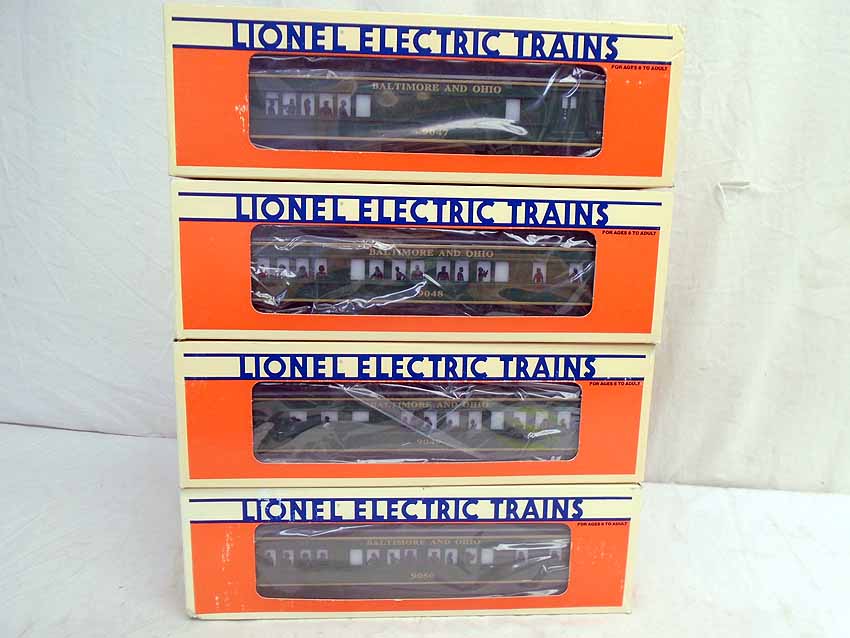 LIONEL ELECTRIC TRAINS
FOR AGES 8 TO ADULT
BALTIMORE AND OHIO
9047
LIONEL ELECTRIC TRAINS
FOR AGES 8 TO ADULT
BALTIMORE AND OHIO
9048
LIONEL ELECTRIC TRAINS
FOR AGES 8 TO ADULT
BALTIMORE AND OHIO
9049
LIONEL ELECTRIC TRAINS
FOR AGES 8 TO ADULT
BALTIMORE AND OHIO
9050